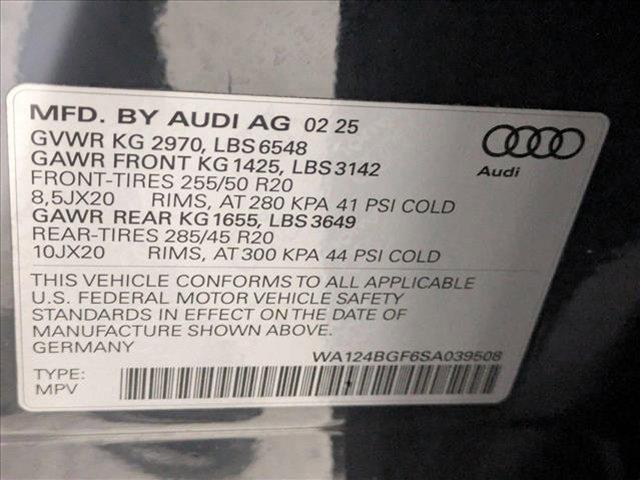 MFD. BY AUDI AG 02 25
GVWR KG 2970, LBS 6548
GAWR FRONT KG 1425, LBS 3142
FRONT-TIRES 255/50 R20
8,5JX20 RIMS, AT 280 KPA 41 PSI COLD
GAWR REAR KG 1655, LBS 3649
REAR-TIRES 285/45 R20
10JX20 RIMS, AT 300 KPA 44 PSI COLD
Audi
THIS VEHICLE CONFORMS TO ALL APPLICABLE
U.S. FEDERAL MOTOR VEHICLE SAFETY
STANDARDS IN EFFECT ON THE DATE OF
MANUFACTURE SHOWN ABOVE.
GERMANY
WA124BGF6SA039508
TYPE:
MPV